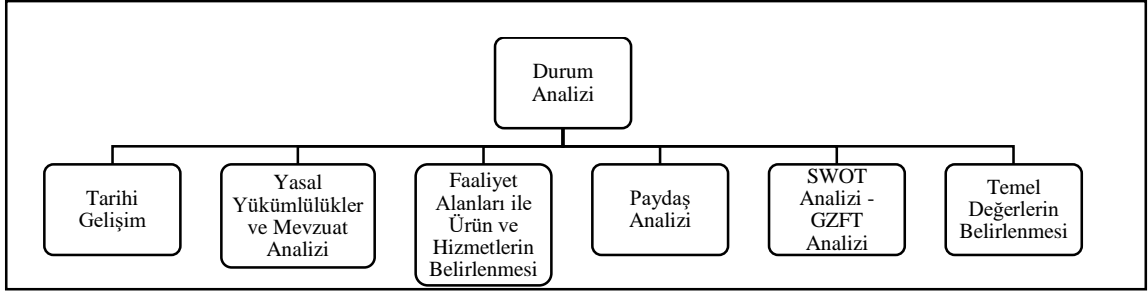 Durum
Analizi
Tarihi
Gelişim
Yasal
Yükümlülükler
ve Mevzuat
Analizi
Faaliyet
Alanları ile
Ürün ve
Hizmetlerin
Belirlenmesi
Paydaş
Analizi
SWOT
Analizi -
GZFT
Analizi
Temel
Değerlerin
Belirlenmesi